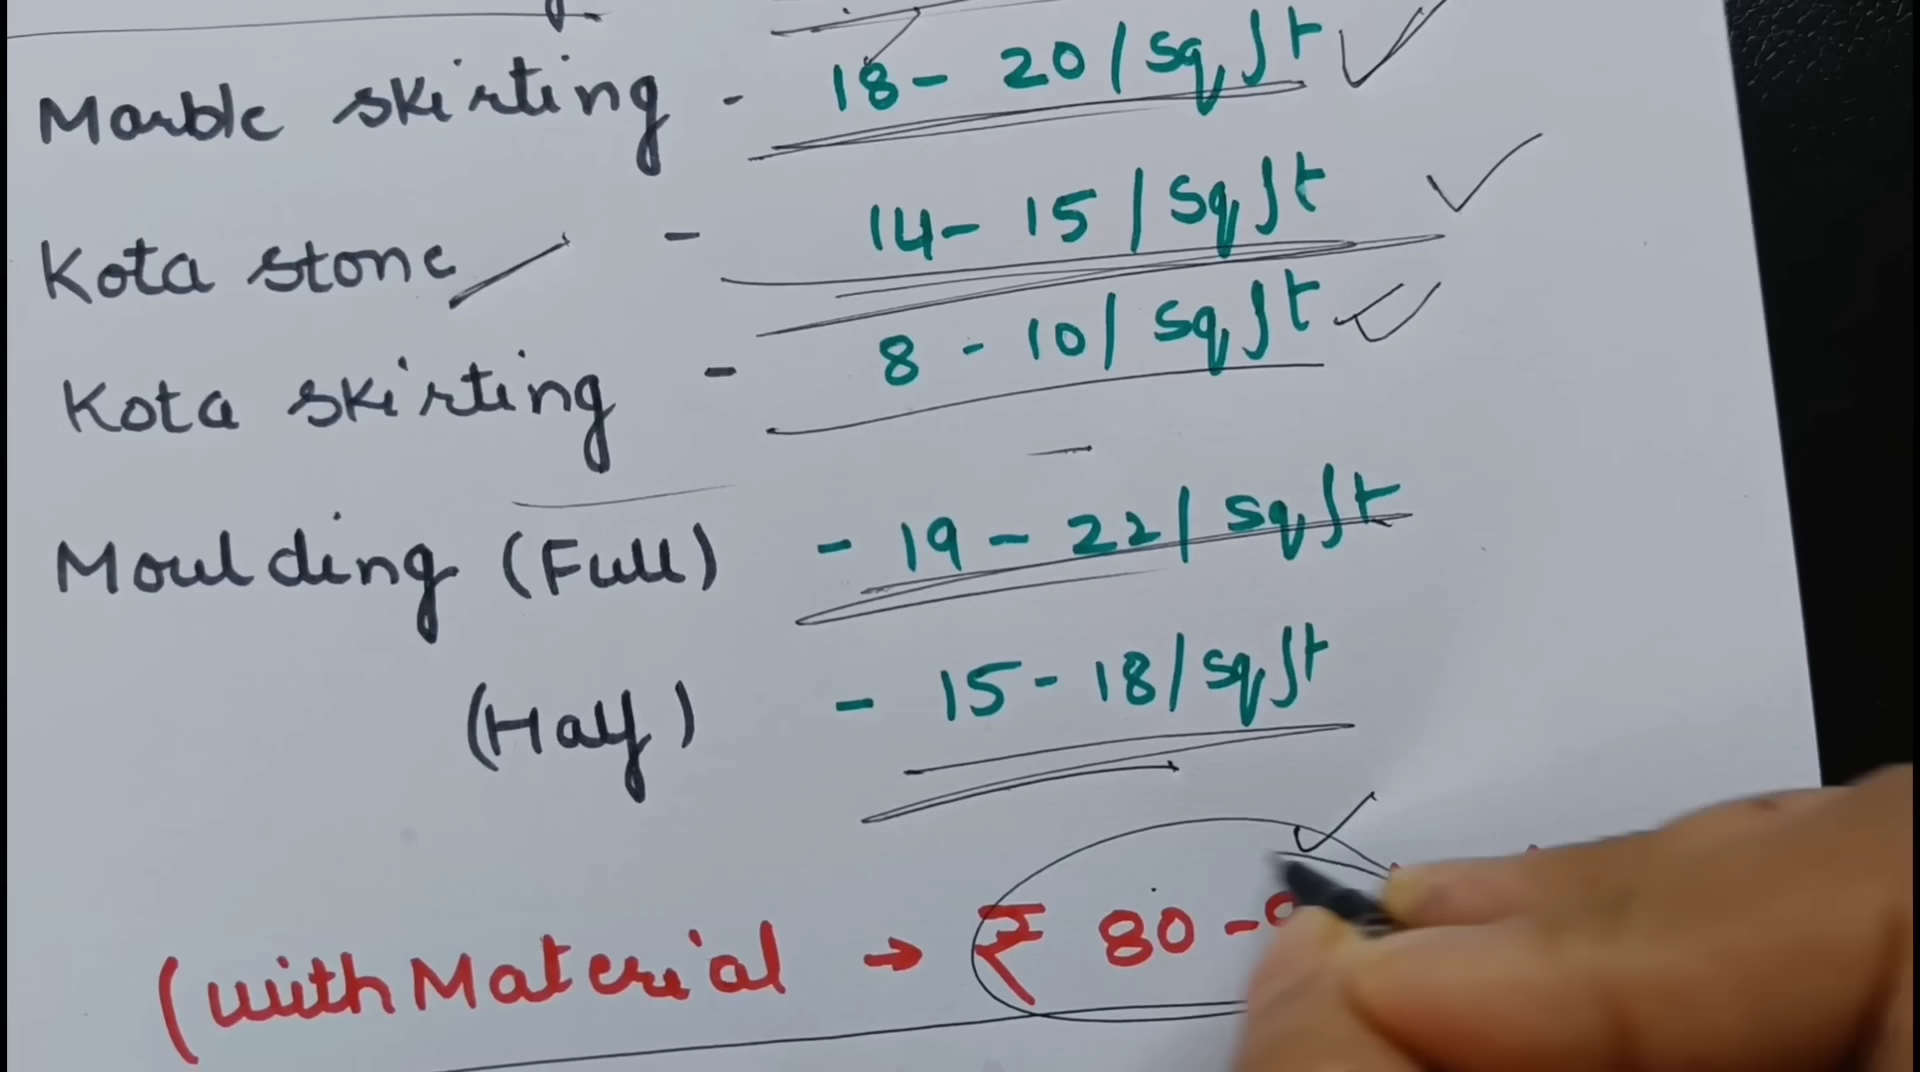 Marble skirting - 18 - 20/sqft
Kota stone - 14 - 15/sqft
Kota skirting - 8 - 10/sqft
Moulding (Full) - 19 - 22/sqft
(Half) - 15 - 18/sqft
(with Material → ₹ 80 -